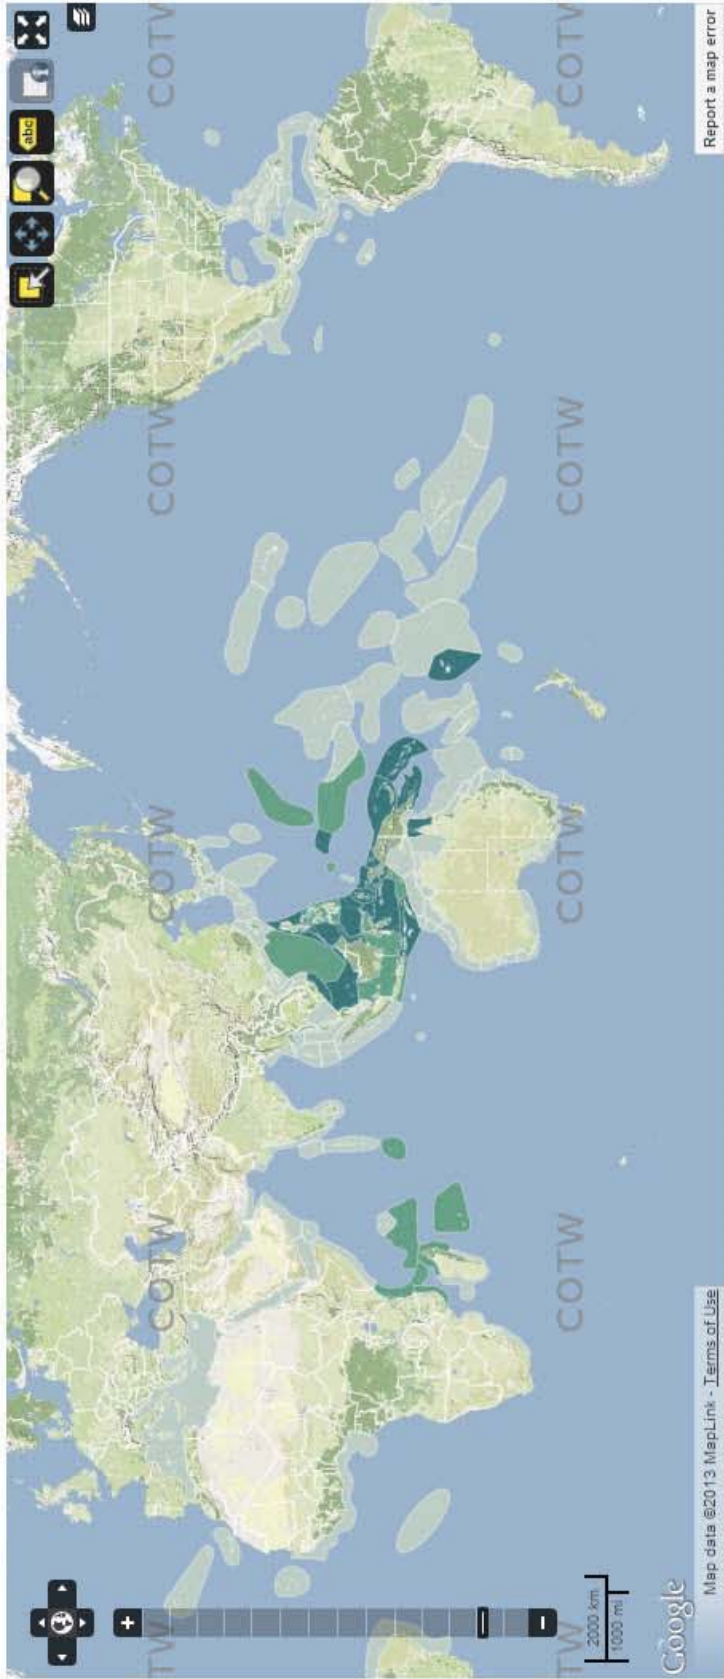 abc
COTW COTW COTW COTW COTW
COTW COTW COTW COTW
2000 km
1000 mi
Google
Map data ©2013 MapLink - Terms of Use
Report a map error